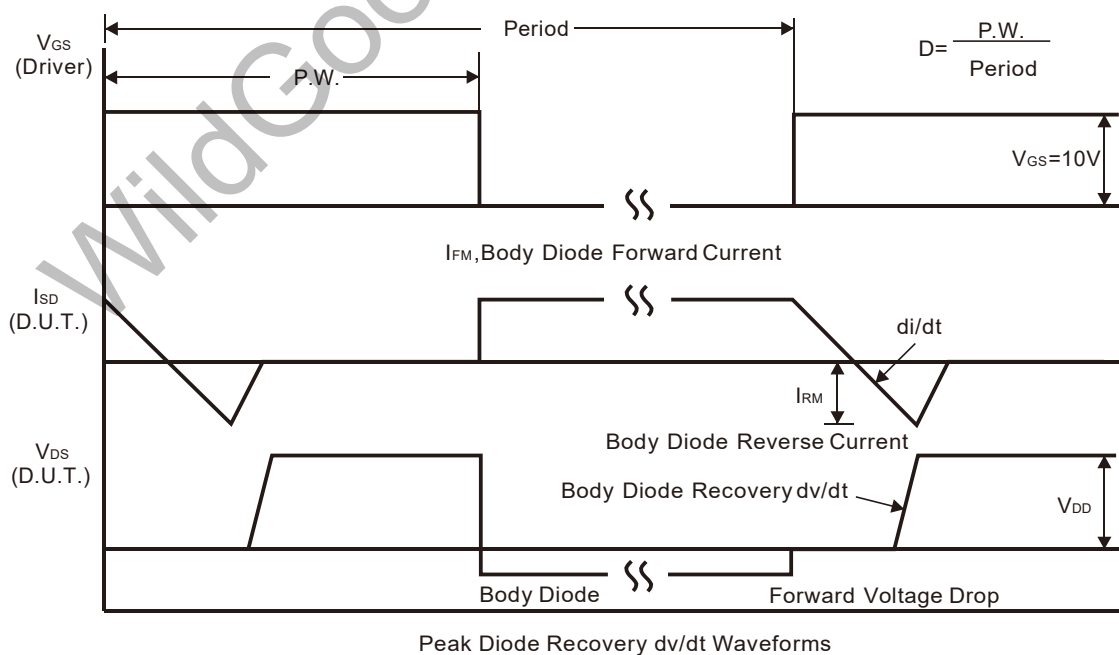 Period
VGS
(Driver)
P.W.
D= P.W.
Period
VGS=10V
IFM,Body Diode Forward Current
ISD
(D.U.T.)
di/dt
IRM
Body Diode Reverse Current
VDS
(D.U.T.)
Body Diode Recovery dv/dt
VDD
Body Diode Forward Voltage Drop
Peak Diode Recovery dv/dt Waveforms